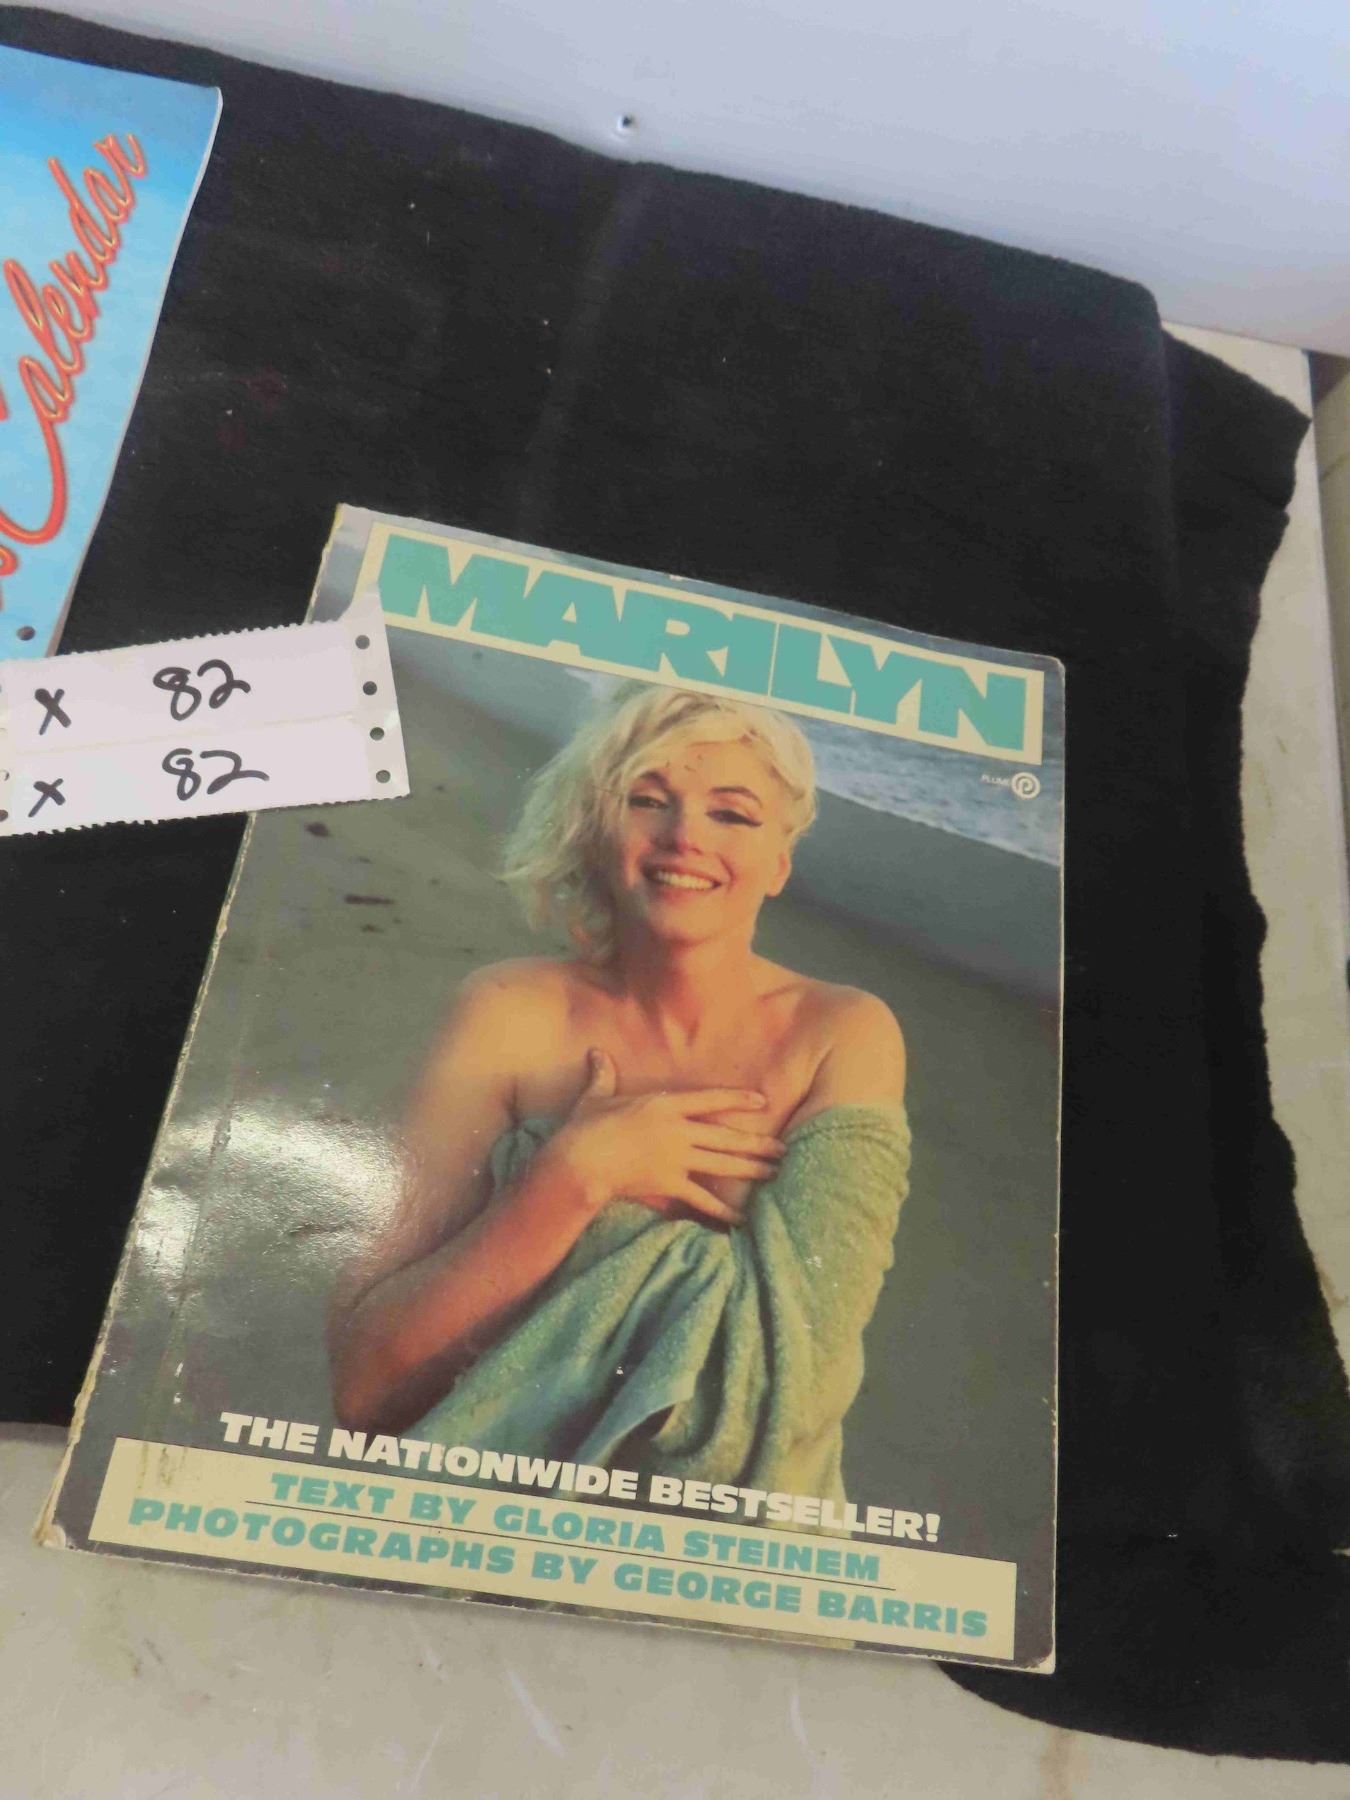 Calendar
x 82
x 82
MARILYN
PLUME
THE NATIONWIDE BESTSELLER!
TEXT BY GLORIA STEINEM
PHOTOGRAPHS BY GEORGE BARRIS